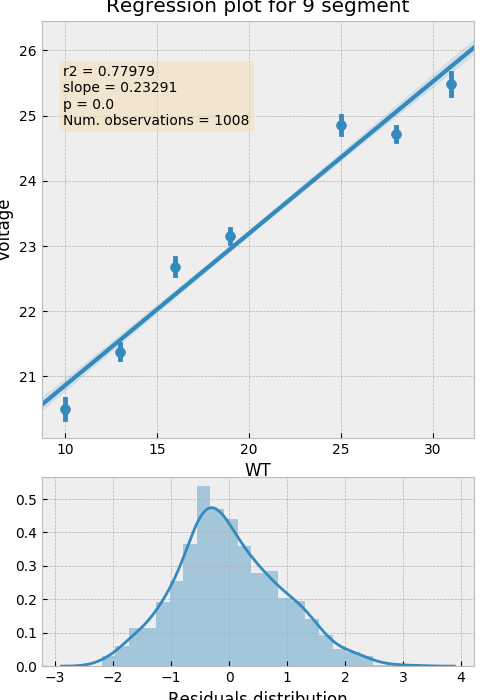 Regression plot for 9 segment
26
25
24
23
22
21
r2 = 0.77979
slope = 0.23291
p = 0.0
Num. observations = 1008
Voltage
10 15 20 25 30
WT
0.5
0.4
0.3
0.2
0.1
0.0
−3 −2 −1 0 1 2 3 4
Residuals distribution